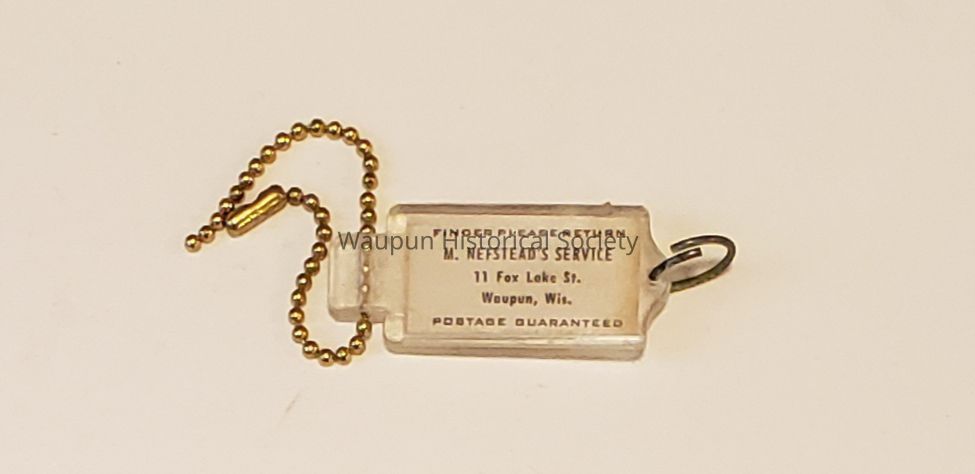 FINDER PLEASE RETURN
Waupun Historical Society
M. NEFSTEAD'S SERVICE
11 Fox Lake St.
Waupun, Wis.
POSTAGE GUARANTEED